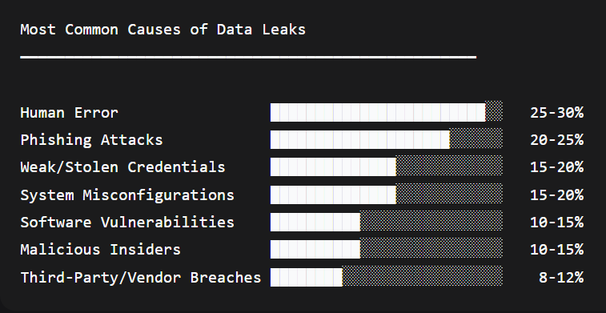 Most Common Causes of Data Leaks
Human Error 25-30%
Phishing Attacks 20-25%
Weak/Stolen Credentials 15-20%
System Misconfigurations 15-20%
Software Vulnerabilities 10-15%
Malicious Insiders 10-15%
Third-Party/Vendor Breaches 8-12%